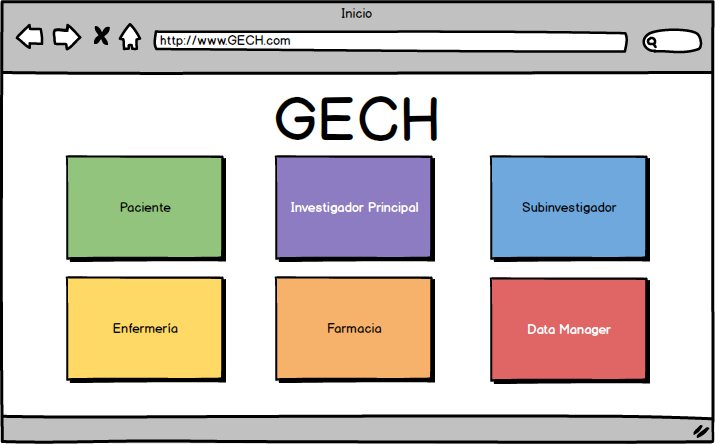 Inicio
http://www.GECH.com
GECH
Paciente
Investigador Principal
Subinvestigador
Enfermería
Farmacia
Data Manager